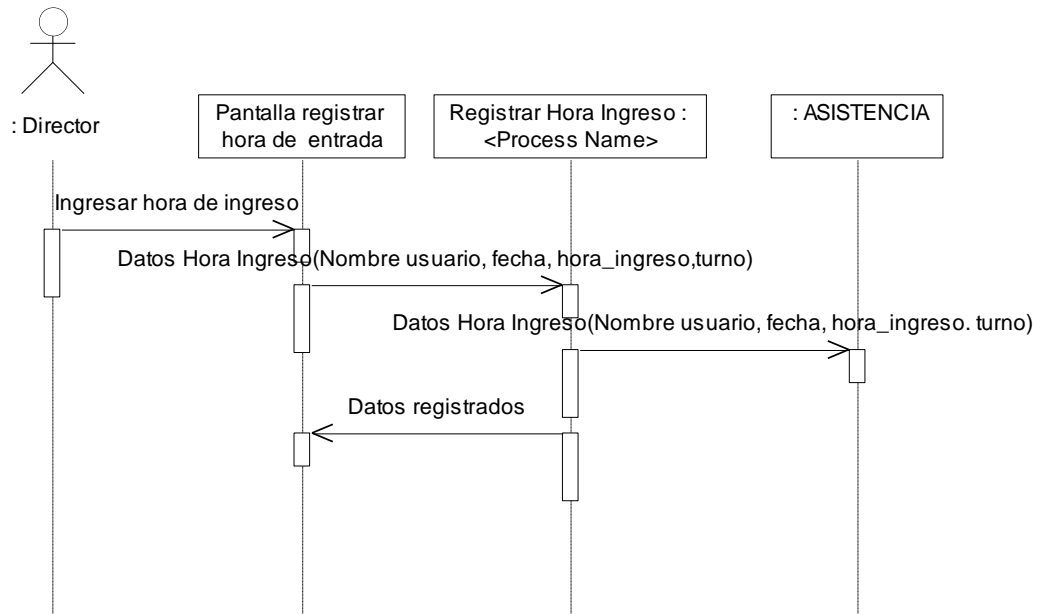 : Director
Pantalla registrar
hora de entrada
Registrar Hora Ingreso :
<Process Name>
: ASISTENCIA
Ingresar hora de ingreso
Datos Hora Ingreso(Nombre usuario, fecha, hora_ingreso,turno)
Datos Hora Ingreso(Nombre usuario, fecha, hora_ingreso. turno)
Datos registrados